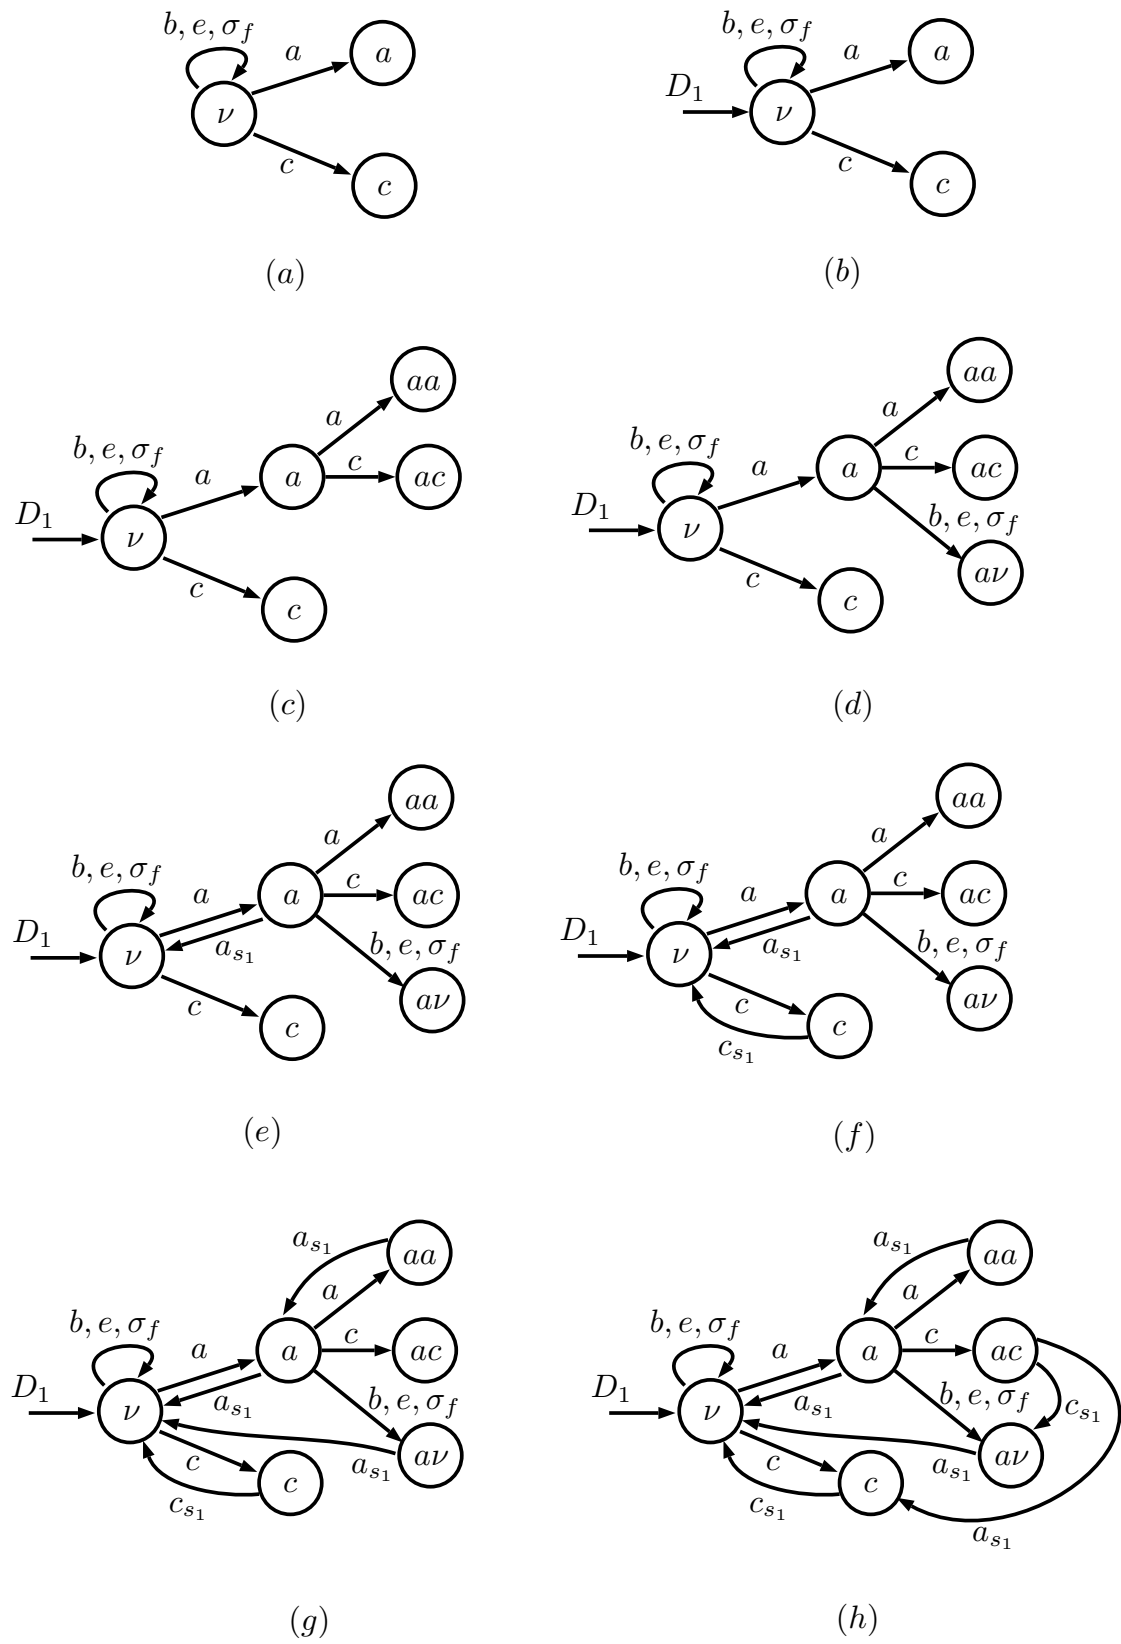 b, e, σ_f
a
a
ν
c
c
(a)
b, e, σ_f
a
a
D_1
ν
c
c
(b)
aa
a
b, e, σ_f
a
a
c
ac
D_1
ν
c
c
(c)
aa
a
b, e, σ_f
a
a
c
ac
D_1
ν
b, e, σ_f
c
c
aν
(d)
aa
a
b, e, σ_f
a
a
c
ac
D_1
ν
a_{s_1}
b, e, σ_f
c
c
aν
(e)
aa
a
b, e, σ_f
a
a
c
ac
D_1
ν
a_{s_1}
b, e, σ_f
c
c
aν
c_{s_1}
(f)
a_{s_1}
aa
a
b, e, σ_f
a
a
c
ac
D_1
ν
a_{s_1}
b, e, σ_f
c
a_{s_1}
aν
c
c_{s_1}
(g)
a_{s_1}
aa
a
b, e, σ_f
a
a
c
ac
D_1
ν
a_{s_1}
b, e, σ_f
c_{s_1}
c
a_{s_1}
aν
c
c_{s_1}
a_{s_1}
(h)